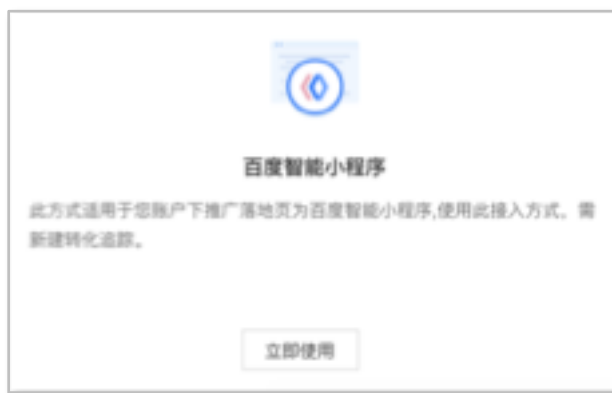 百度智能小程序
此方式适用于您账户下推广落地页为百度智能小程序,使用此接入方式。需
新建转化追踪。
立即使用